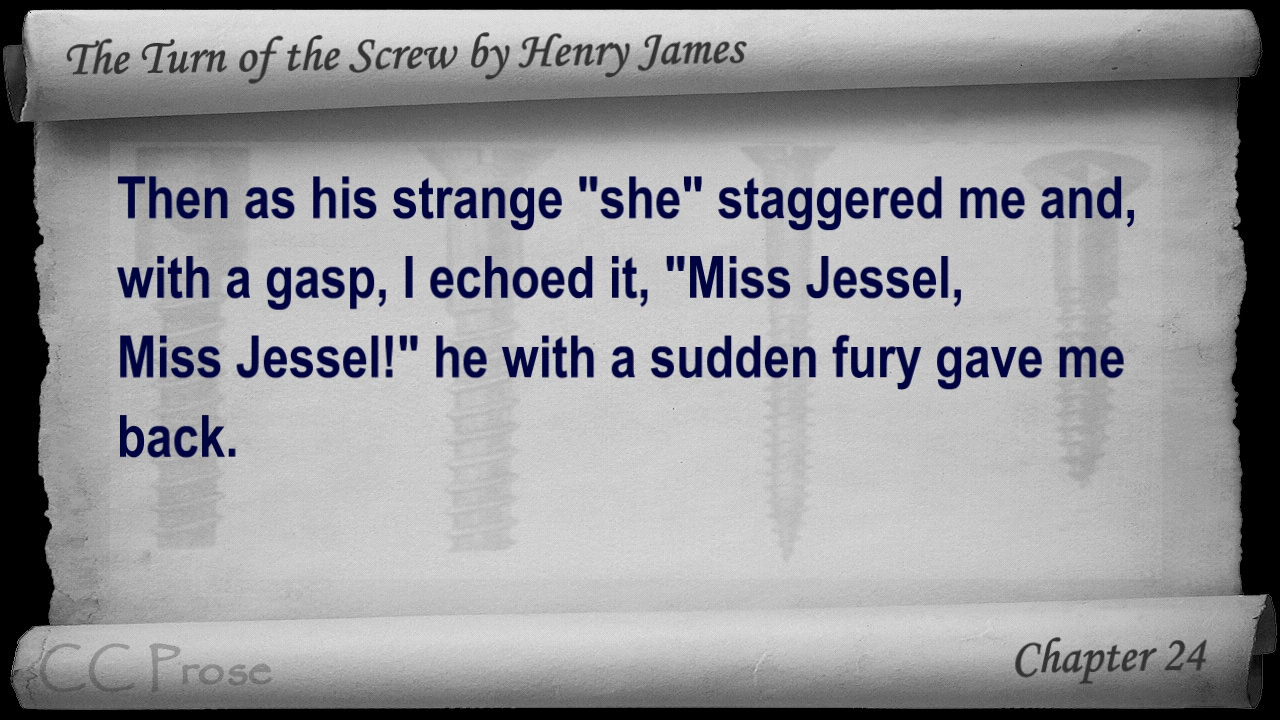 The Turn of the Screw by Henry James
Then as his strange "she" staggered me and,
with a gasp, I echoed it, "Miss Jessel,
Miss Jessel!" he with a sudden fury gave me
back.
CC Prose
Chapter 24